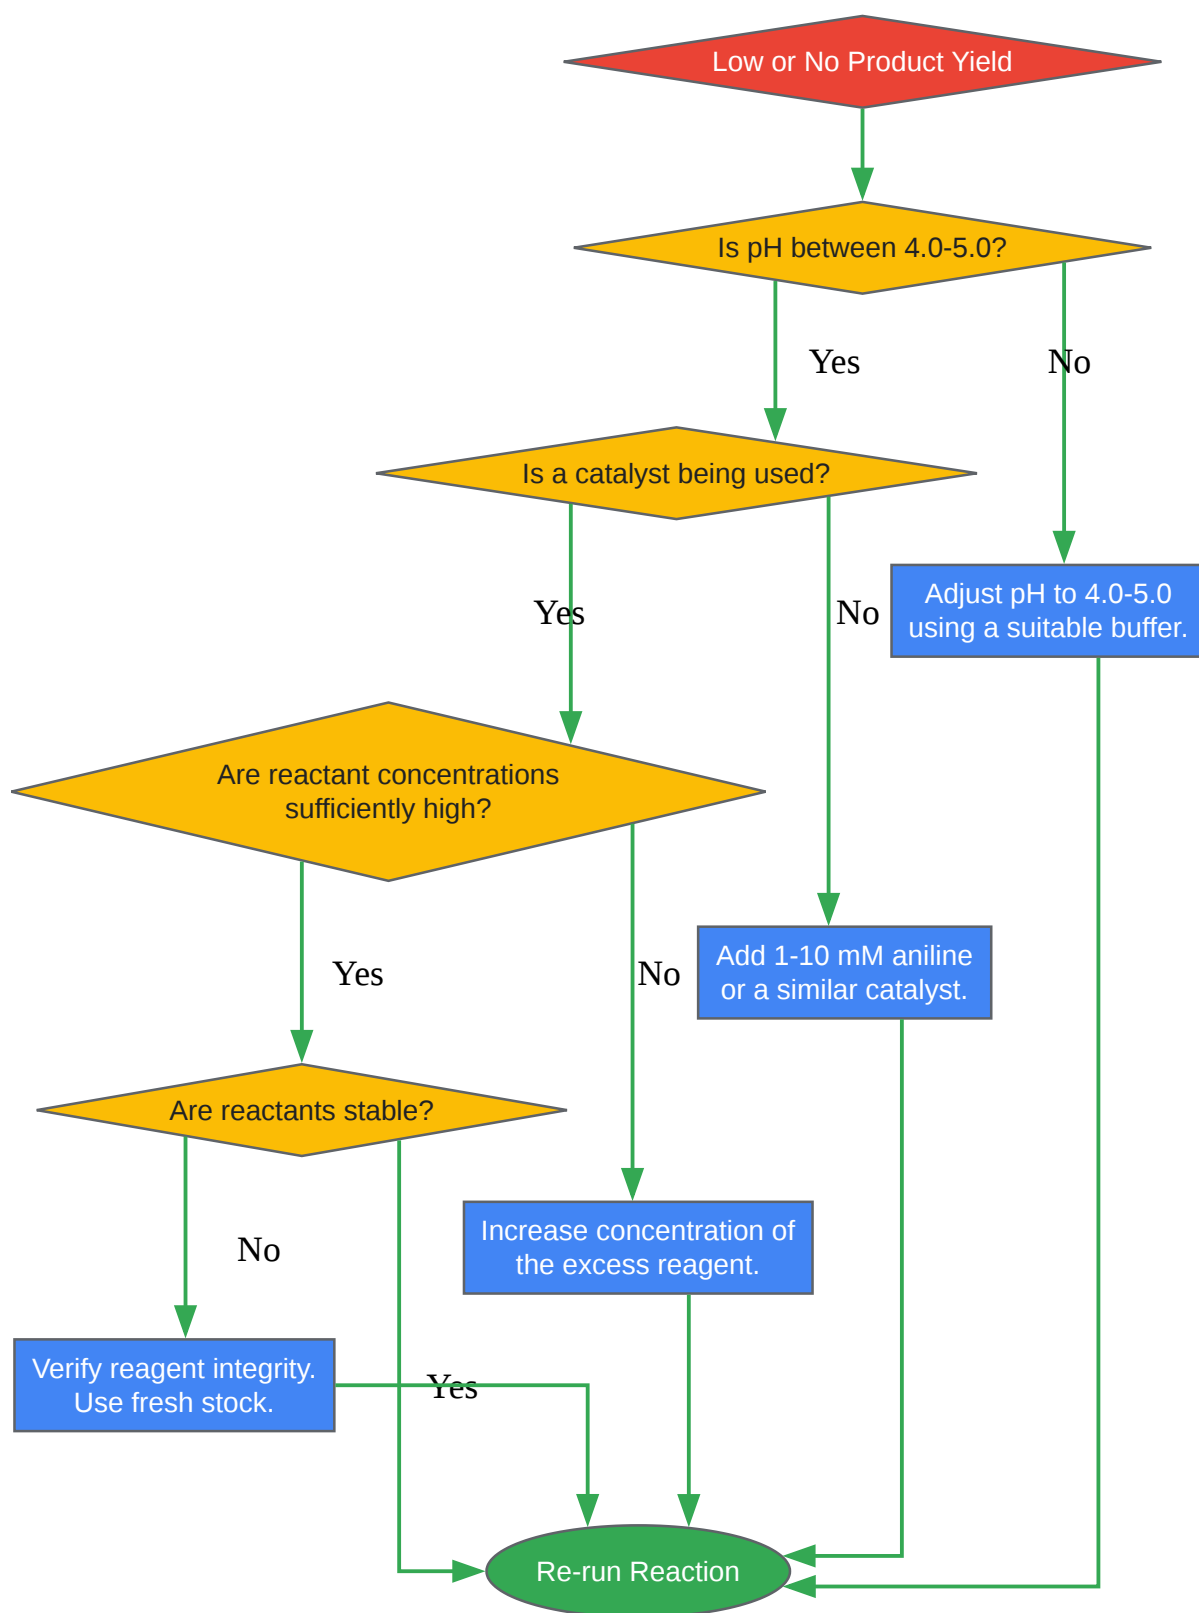 Low or No Product Yield
Is pH between 4.0-5.0?
Yes
No
Is a catalyst being used?
Adjust pH to 4.0-5.0
using a suitable buffer.
Yes
No
Are reactant concentrations
sufficiently high?
Add 1-10 mM aniline
or a similar catalyst.
Yes
No
Are reactants stable?
Increase concentration of
the excess reagent.
No
Verify reagent integrity.
Use fresh stock.
Yes
Re-run Reaction